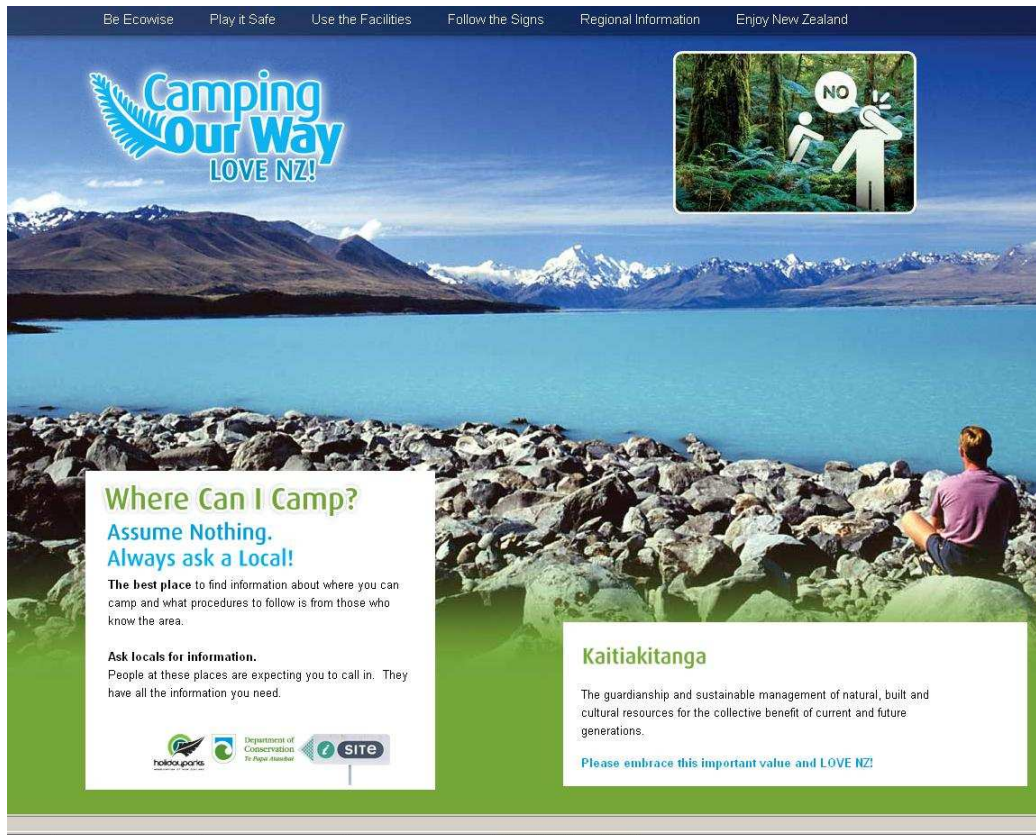 Be Ecowise Play it Safe Use the Facilities Follow the Signs Regional Information Enjoy New Zealand
Camping
Our Way
LOVE NZ!
NO
Where Can I Camp?
Assume Nothing.
Always ask a Local!
The best place to find information about where you can
camp and what procedures to follow is from those who
know the area.
Ask locals for information.
People at these places are expecting you to call in. They
have all the information you need.
holidayparks
Department of
Conservation
Te Papa Atawhai
i SITE
Kaitiakitanga
The guardianship and sustainable management of natural, built and
cultural resources for the collective benefit of current and future
generations.
Please embrace this important value and LOVE NZ!